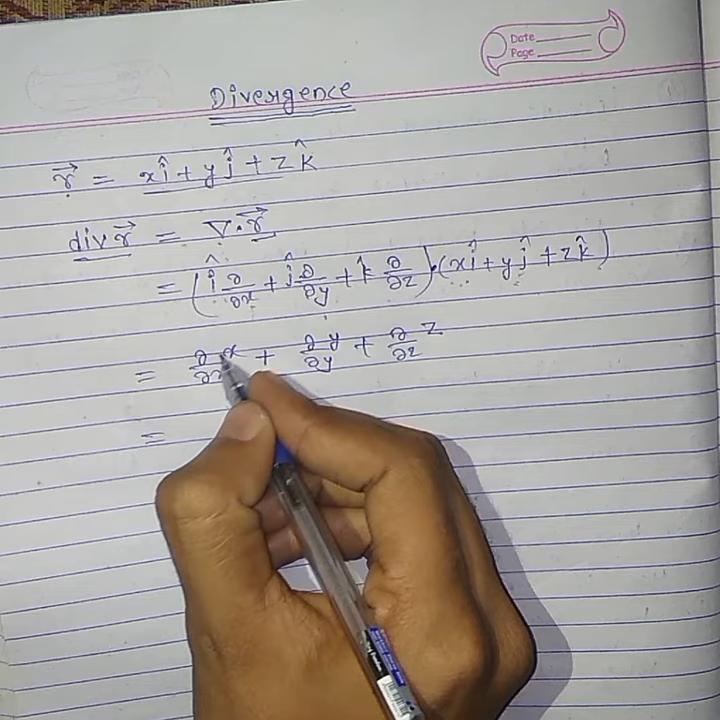 Date
Page
Divergence
r⃗ = xî + yĵ + zk̂
div r⃗ = ∇·r⃗
= (î ∂/∂x + ĵ ∂/∂y + k̂ ∂/∂z)·(xî + yĵ + zk̂)
= ∂/∂x x + ∂/∂y y + ∂/∂z z
=